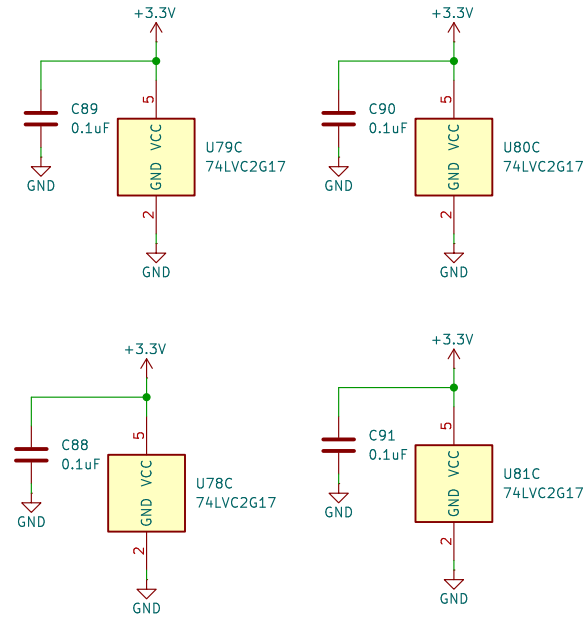 +3.3V
C89
0.1uF
5
VCC
GND
2
U79C
74LVC2G17
GND
GND
+3.3V
C90
0.1uF
5
VCC
GND
2
U80C
74LVC2G17
GND
GND
+3.3V
C88
0.1uF
5
VCC
GND
2
U78C
74LVC2G17
GND
GND
+3.3V
C91
0.1uF
5
VCC
GND
2
U81C
74LVC2G17
GND
GND